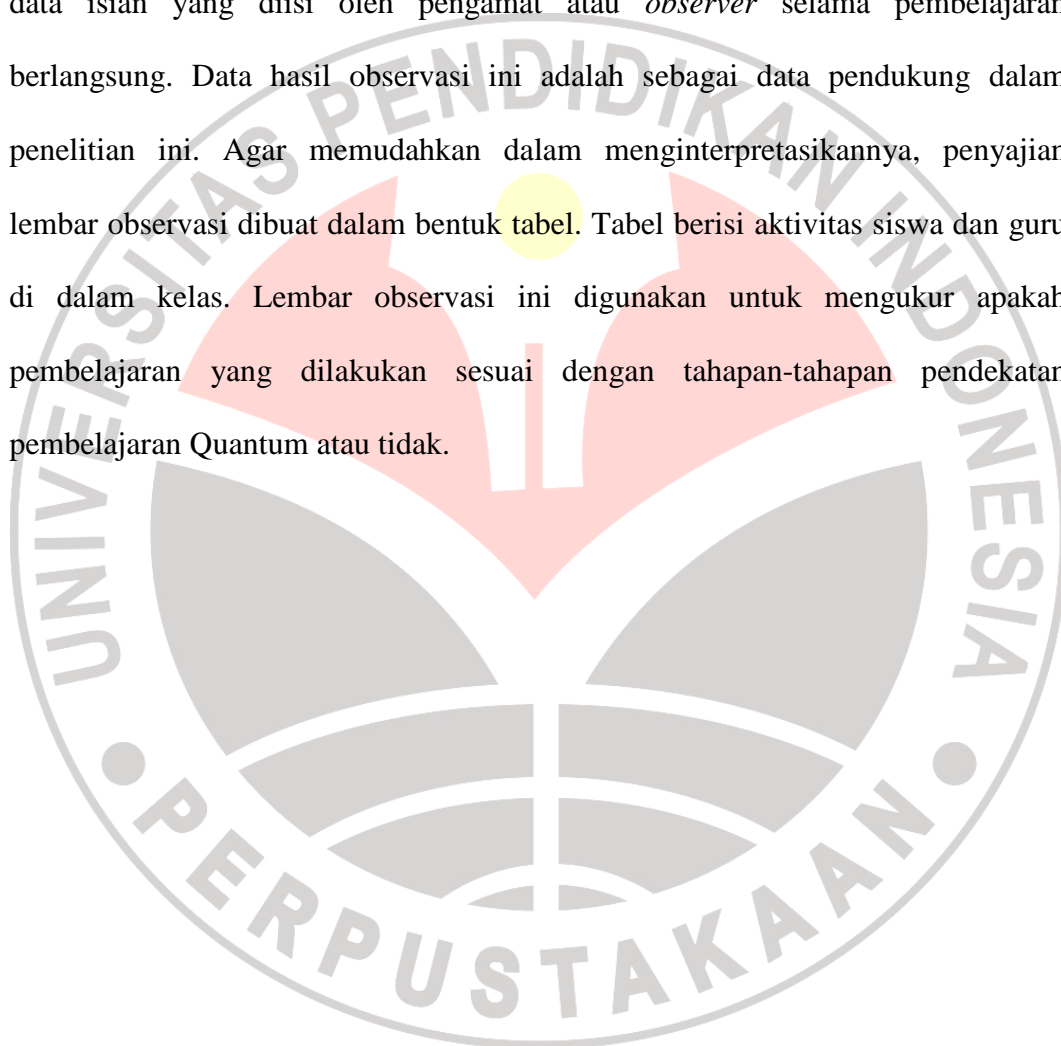 data isian yang diisi oleh pengamat atau observer selama pembelajaran
berlangsung. Data hasil observasi ini adalah sebagai data pendukung dalam
penelitian ini. Agar memudahkan dalam menginterpretasikannya, penyajian
lembar observasi dibuat dalam bentuk tabel. Tabel berisi aktivitas siswa dan guru
di dalam kelas. Lembar observasi ini digunakan untuk mengukur apakah
pembelajaran yang dilakukan sesuai dengan tahapan-tahapan pendekatan
pembelajaran Quantum atau tidak.
UNIVERSITAS PENDIDIKAN INDONESIA
PERPUSTAKAAN